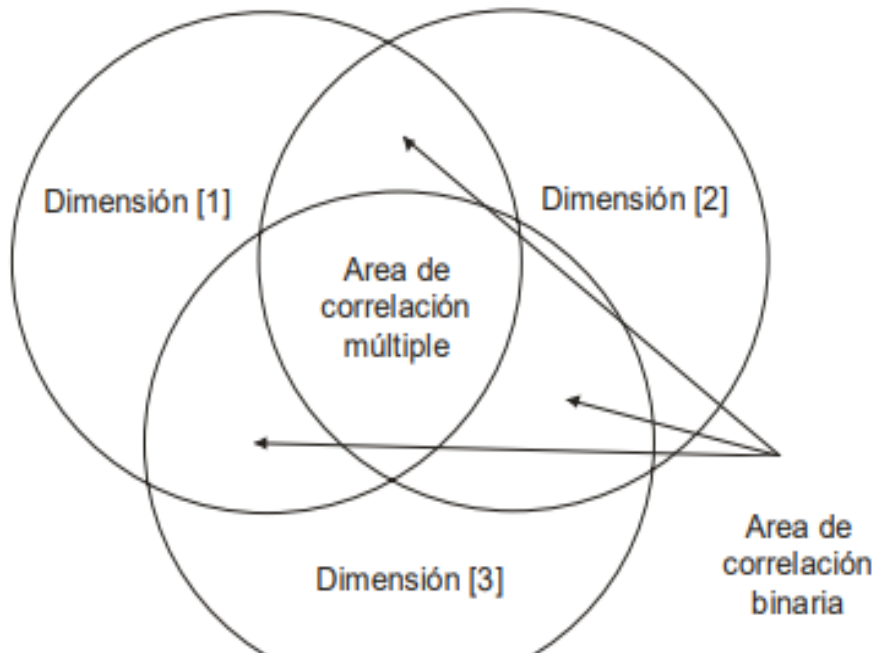 Dimensión [1]
Dimensión [2]
Area de
correlación
múltiple
Dimensión [3]
Area de
correlación
binaria